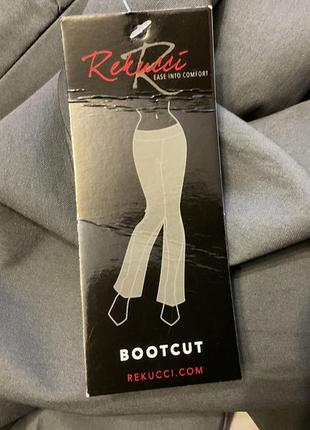 R
Rekucci
EASE INTO COMFORT
BOOTCUT
REKUCCI.COM